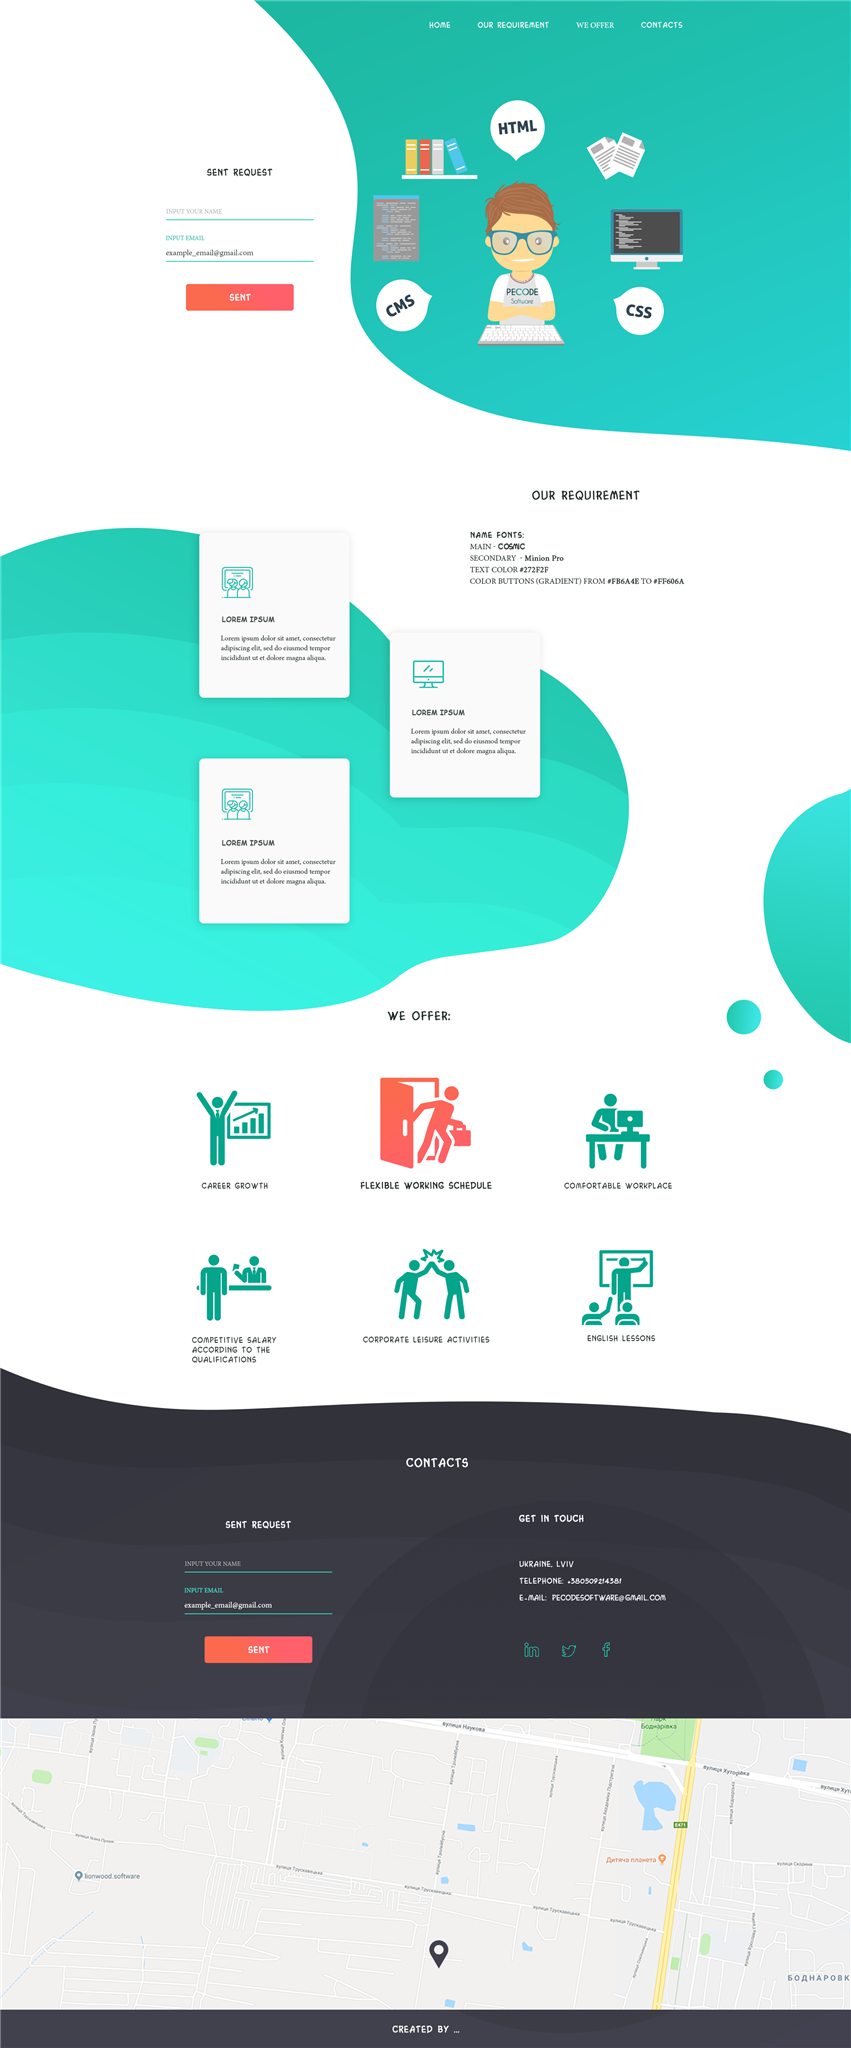 HOME
OUR REQUIREMENT
WE OFFER
CONTACTS
HTML
SENT REQUEST
INPUT YOUR NAME
INPUT EMAIL
example_email@gmail.com
SENT
CMS
PECODE
Software
CSS
OUR REQUIREMENT
NAME FONTS:
MAIN - COSMIC
SECONDARY - Minion Pro
TEXT COLOR #272F2F
COLOR BUTTONS (GRADIENT) FROM #FB6A4E TO #FF606A
LOREM IPSUM
Lorem ipsum dolor sit amet, consectetur
adipiscing elit, sed do eiusmod tempor
incididunt ut et dolore magna aliqua.
LOREM IPSUM
Lorem ipsum dolor sit amet, consectetur
adipiscing elit, sed do eiusmod tempor
incididunt ut et dolore magna aliqua.
LOREM IPSUM
Lorem ipsum dolor sit amet, consectetur
adipiscing elit, sed do eiusmod tempor
incididunt ut et dolore magna aliqua.
WE OFFER:
CAREER GROWTH
FLEXIBLE WORKING SCHEDULE
COMFORTABLE WORKPLACE
COMPETITIVE SALARY
ACCORDING TO THE
QUALIFICATIONS
CORPORATE LEISURE ACTIVITIES
ENGLISH LESSONS
CONTACTS
SENT REQUEST
INPUT YOUR NAME
INPUT EMAIL
example_email@gmail.com
SENT
GET IN TOUCH
UKRAINE, LVIV
TELEPHONE: +380509214381
E-MAIL: PECODESOFTWARE@GMAIL.COM
in
вулиця Наукова
Боднарівка
вулиця Хуторівка
E471
Дитяча планета
lionwood.software
вулиця Трускавецька
вулиця Трускавецька
вулиця Трускавецька
вулиця Трускавецька
БОДНАРОВК
CREATED BY ...